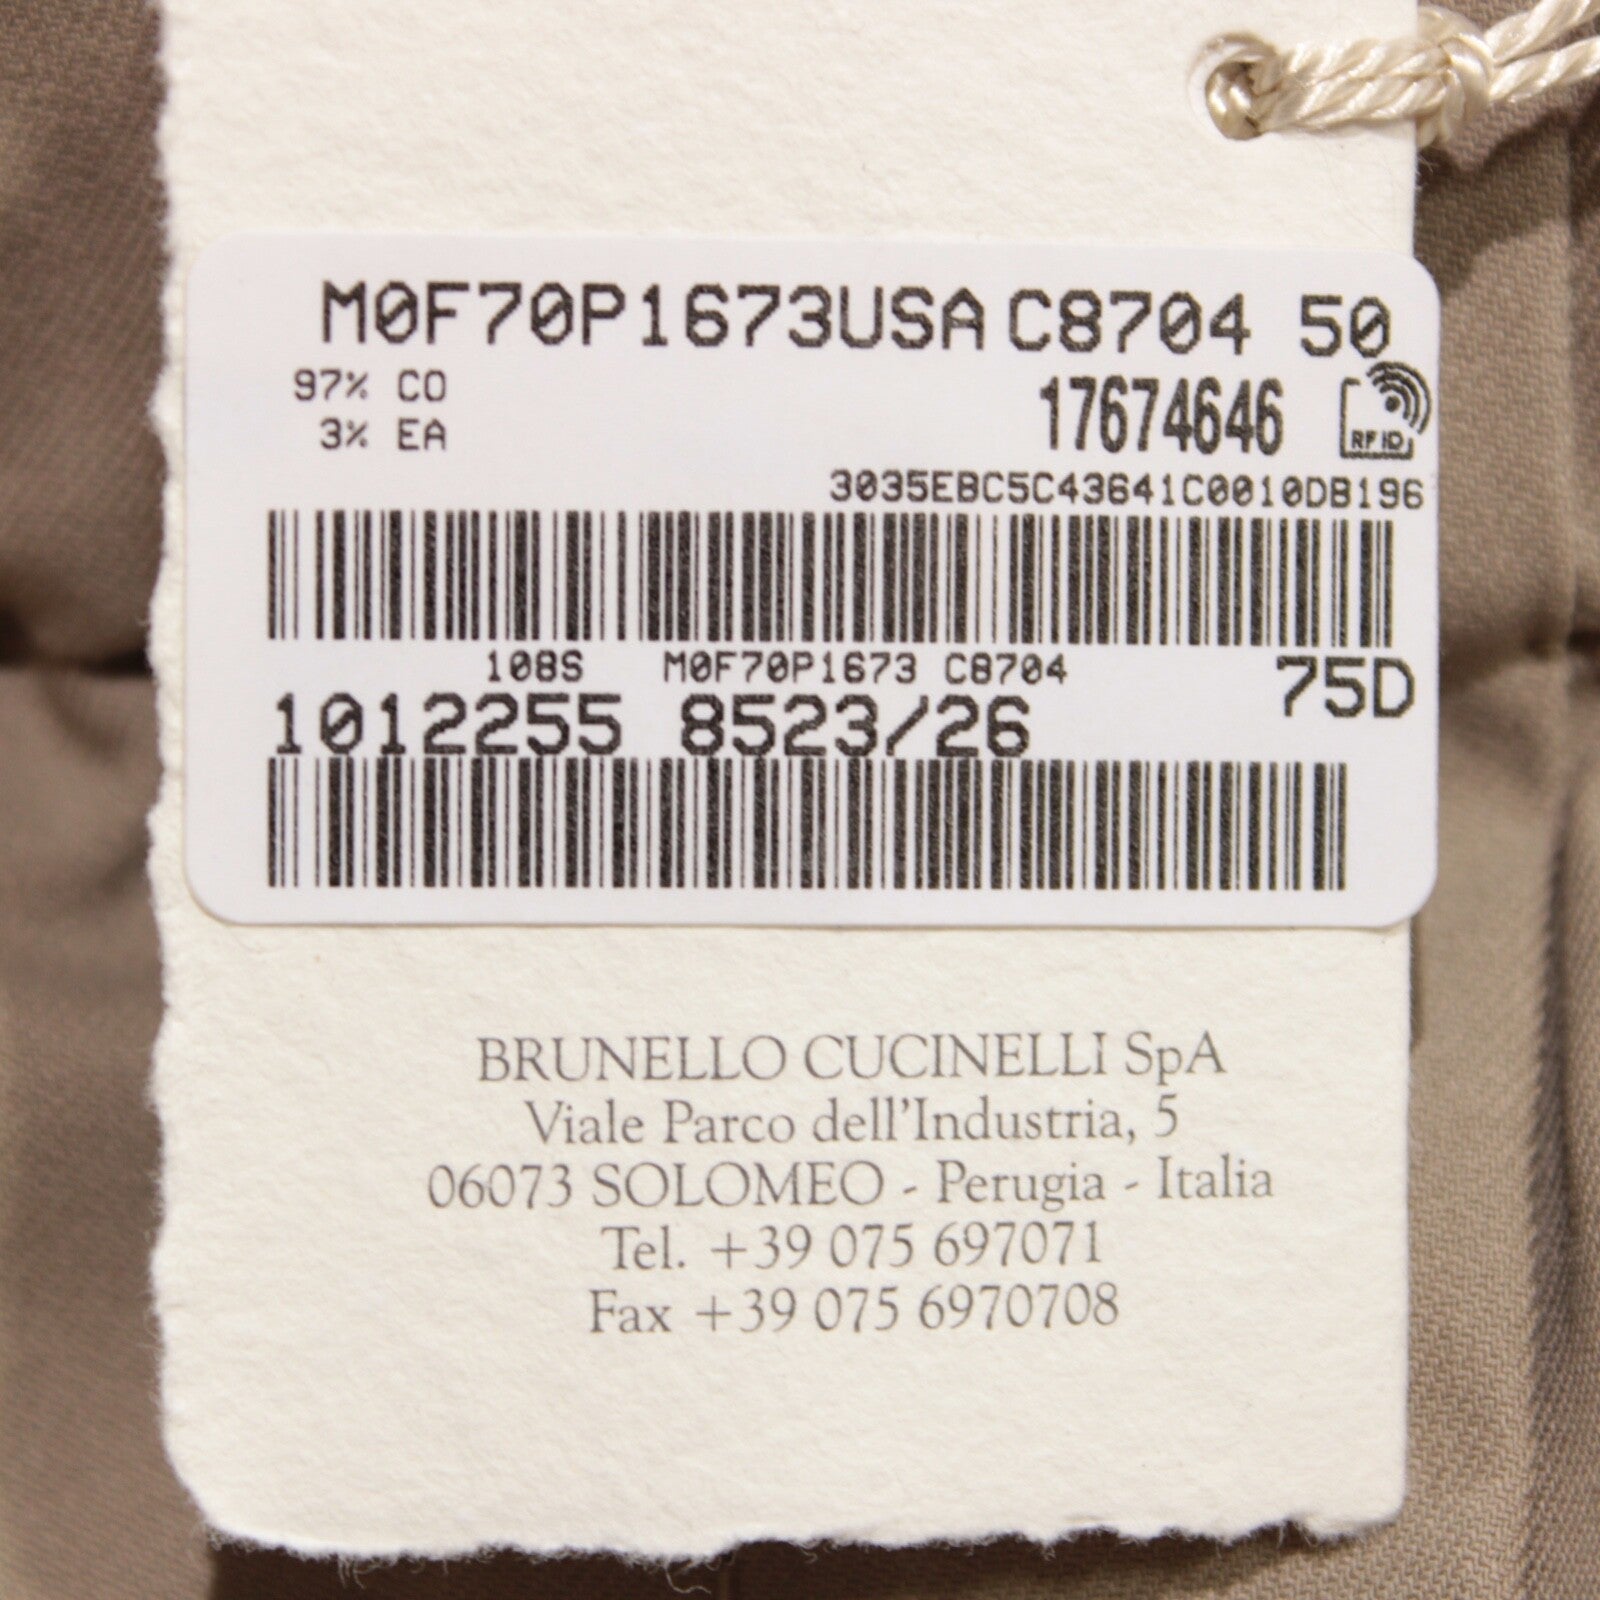 M0F70P1673USA C8704 50
97% CO
17674646
RFID
3% EA
3035EBC5C43641C0010DB196
108S M0F70P1673 C8704 75D
1012255 8523/26
BRUNELLO CUCINELLI SpA
Viale Parco dell'Industria, 5
06073 SOLOMEO - Perugia - Italia
Tel. +39 075 697071
Fax +39 075 6970708